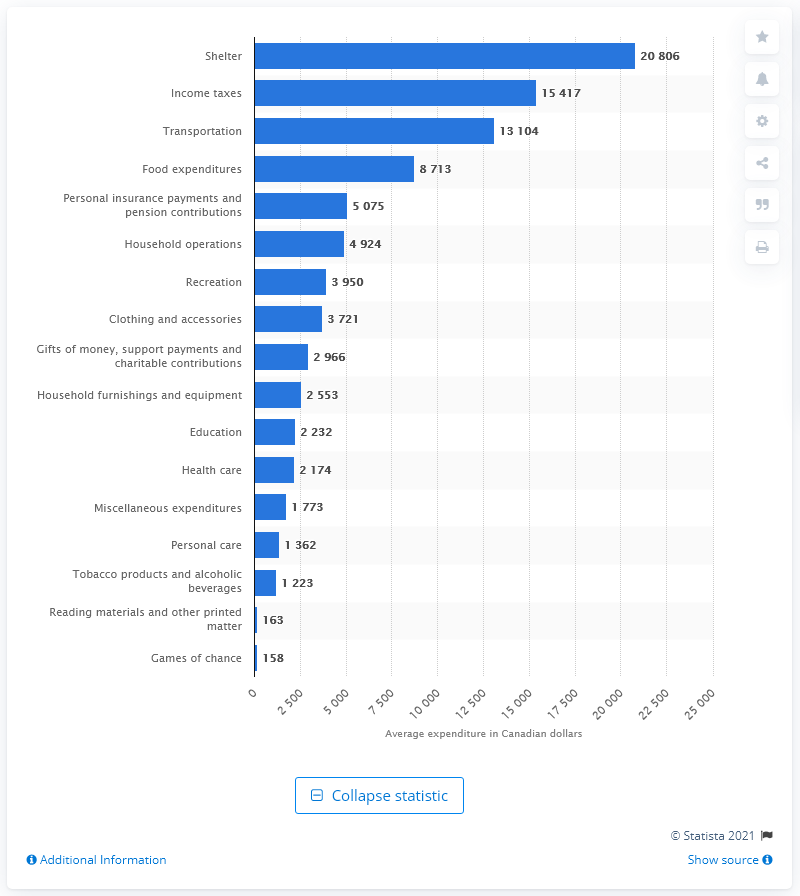 Shelter 20 806
Income taxes 15 417
Transportation 13 104
Food expenditures 8 713
Personal insurance payments and
pension contributions 5 075
Household operations 4 924
Recreation 3 950
Clothing and accessories 3 721
Gifts of money, support payments and
charitable contributions 2 966
Household furnishings and equipment 2 553
Education 2 232
Health care 2 174
Miscellaneous expenditures 1 773
Personal care 1 362
Tobacco products and alcoholic
beverages 1 223
Reading materials and other printed
matter 163
Games of chance 158
0 2 500 5 000 7 500 10 000 12 500 15 000 17 500 20 000 22 500 25 000
Average expenditure in Canadian dollars
Collapse statistic
© Statista 2021
Additional Information Show source